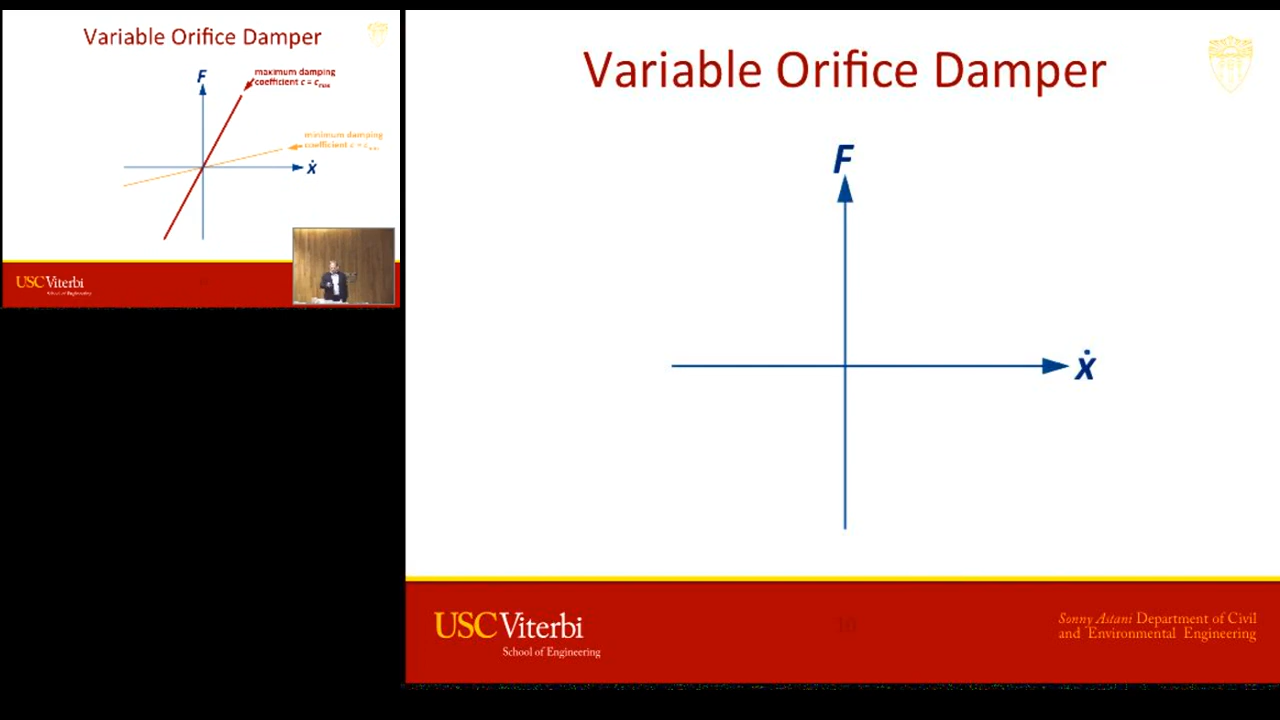 Variable Orifice Damper
F
maximum damping
coefficient c = c
minimum damping
coefficient c = c
ẋ
USC Viterbi
School of Engineering
Variable Orifice Damper
F
ẋ
USC Viterbi
School of Engineering
10
Sonny Astani Department of Civil
and Environmental Engineering